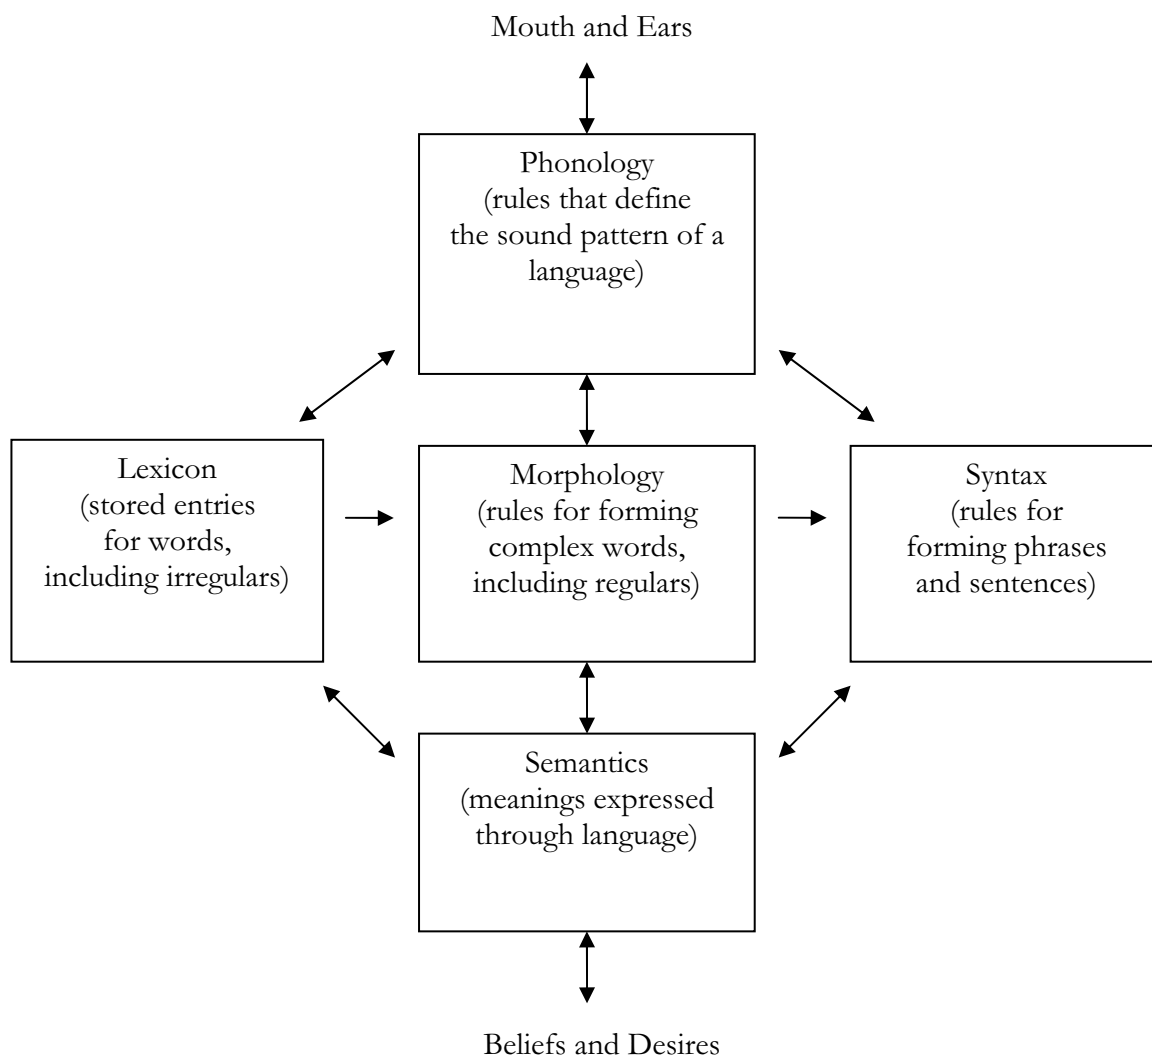 Mouth and Ears
Phonology
(rules that define
the sound pattern of a
language)
Lexicon
(stored entries
for words,
including irregulars)
Morphology
(rules for forming
complex words,
including regulars)
Syntax
(rules for
forming phrases
and sentences)
Semantics
(meanings expressed
through language)
Beliefs and Desires